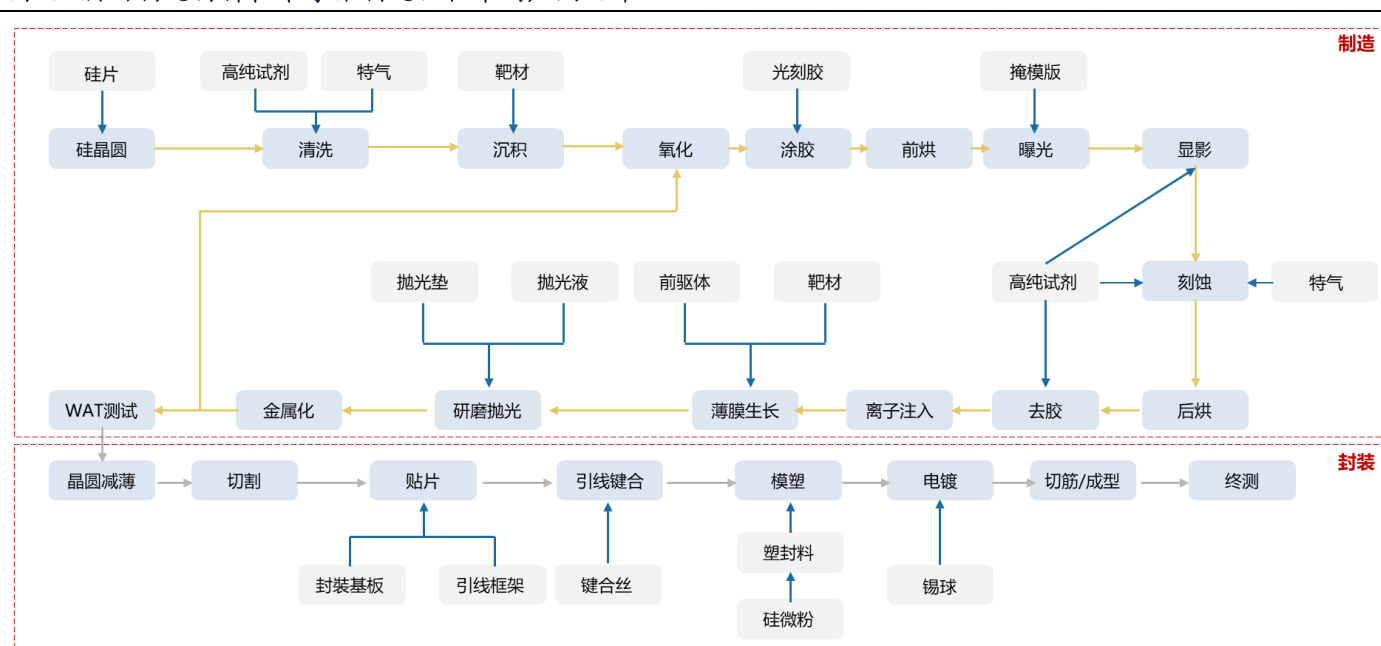 制造
硅片
高纯试剂
特气
靶材
光刻胶
掩模版
硅晶圆
清洗
沉积
氧化
涂胶
前烘
曝光
显影
抛光垫
抛光液
前驱体
靶材
高纯试剂
刻蚀
特气
WAT测试
金属化
研磨抛光
薄膜生长
离子注入
去胶
后烘
封装
晶圆减薄
切割
贴片
引线键合
模塑
电镀
切筋/成型
终测
封装基板
引线框架
键合丝
塑封料
锡球
硅微粉